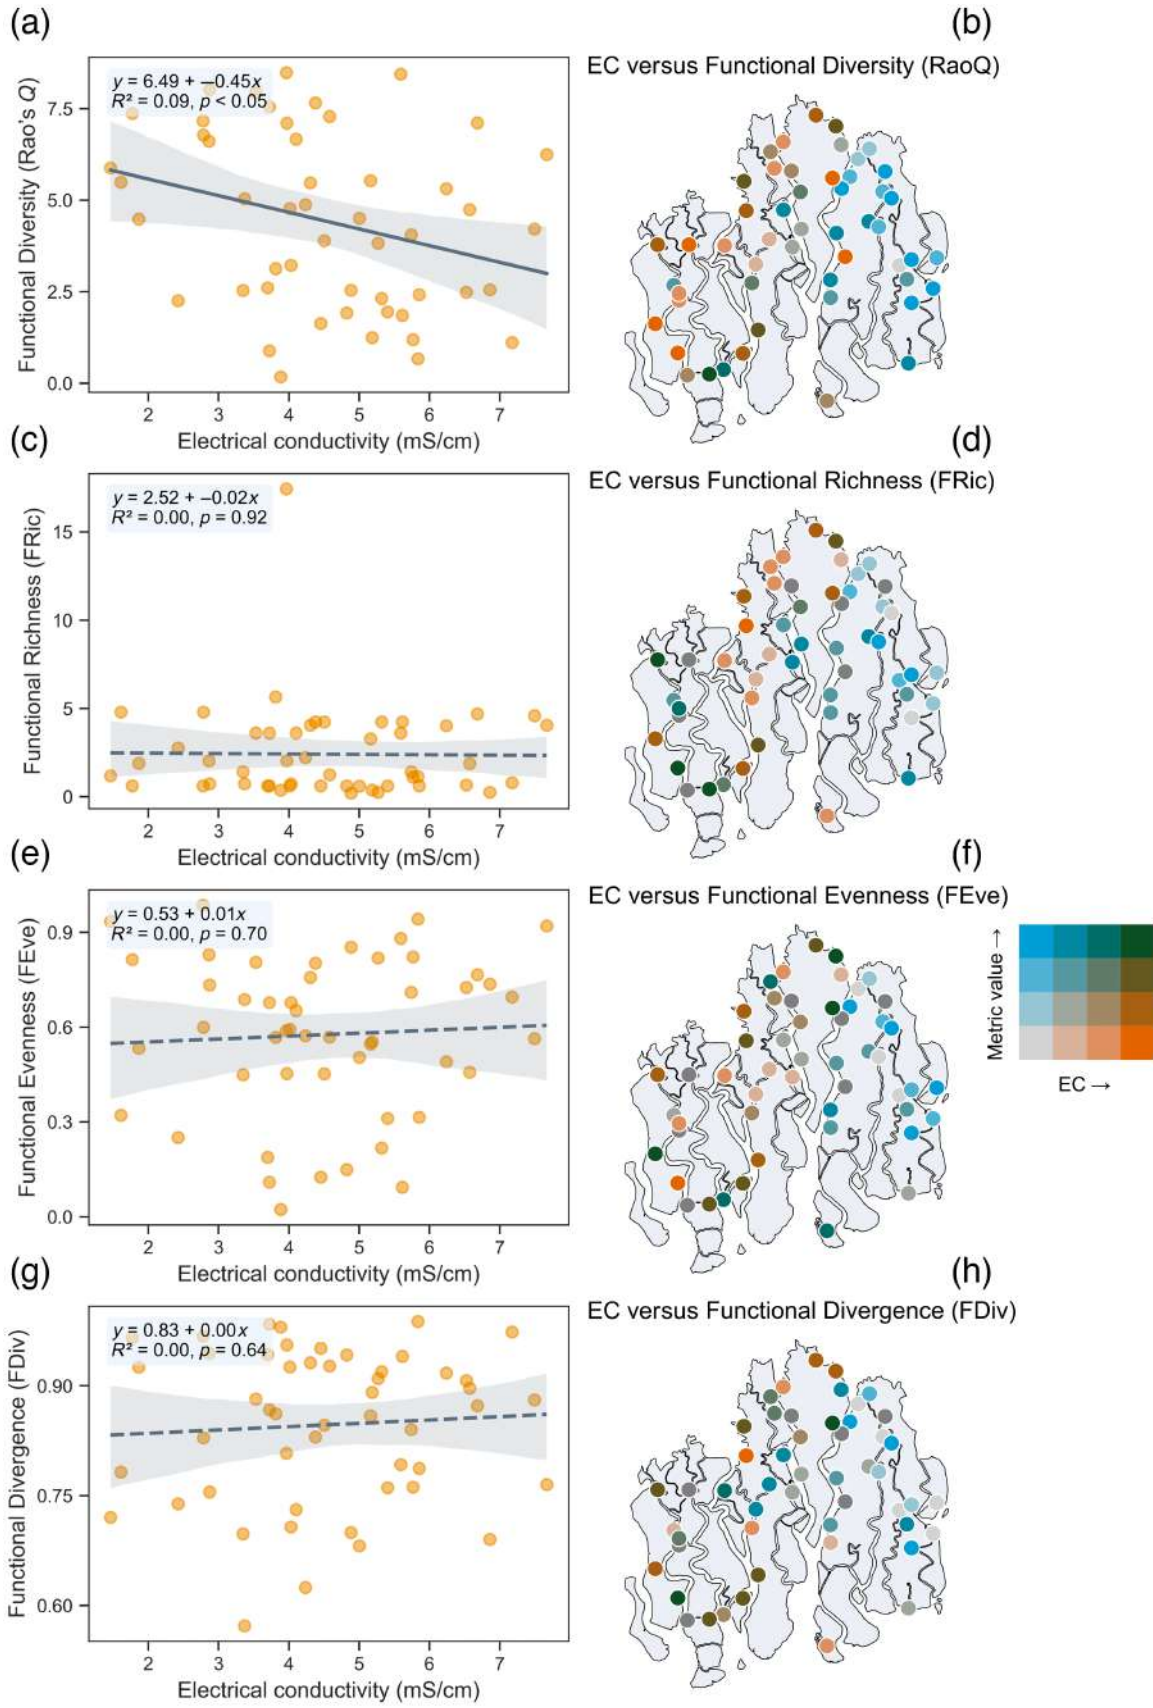 (a)
(b)
EC versus Functional Diversity (RaoQ)
y = 6.49 + –0.45x
R² = 0.09, p < 0.05
Functional Diversity (Rao's Q)
7.5
5.0
2.5
0.0
2 3 4 5 6 7
Electrical conductivity (mS/cm)
(c)
(d)
EC versus Functional Richness (FRic)
y = 2.52 + –0.02x
R² = 0.00, p = 0.92
Functional Richness (FRic)
15
10
5
0
2 3 4 5 6 7
Electrical conductivity (mS/cm)
(e)
(f)
EC versus Functional Evenness (FEve)
y = 0.53 + 0.01x
R² = 0.00, p = 0.70
Functional Evenness (FEve)
0.9
0.6
0.3
0.0
2 3 4 5 6 7
Electrical conductivity (mS/cm)
Metric value →
EC →
(g)
(h)
EC versus Functional Divergence (FDiv)
y = 0.83 + 0.00x
R² = 0.00, p = 0.64
Functional Divergence (FDiv)
0.90
0.75
0.60
2 3 4 5 6 7
Electrical conductivity (mS/cm)